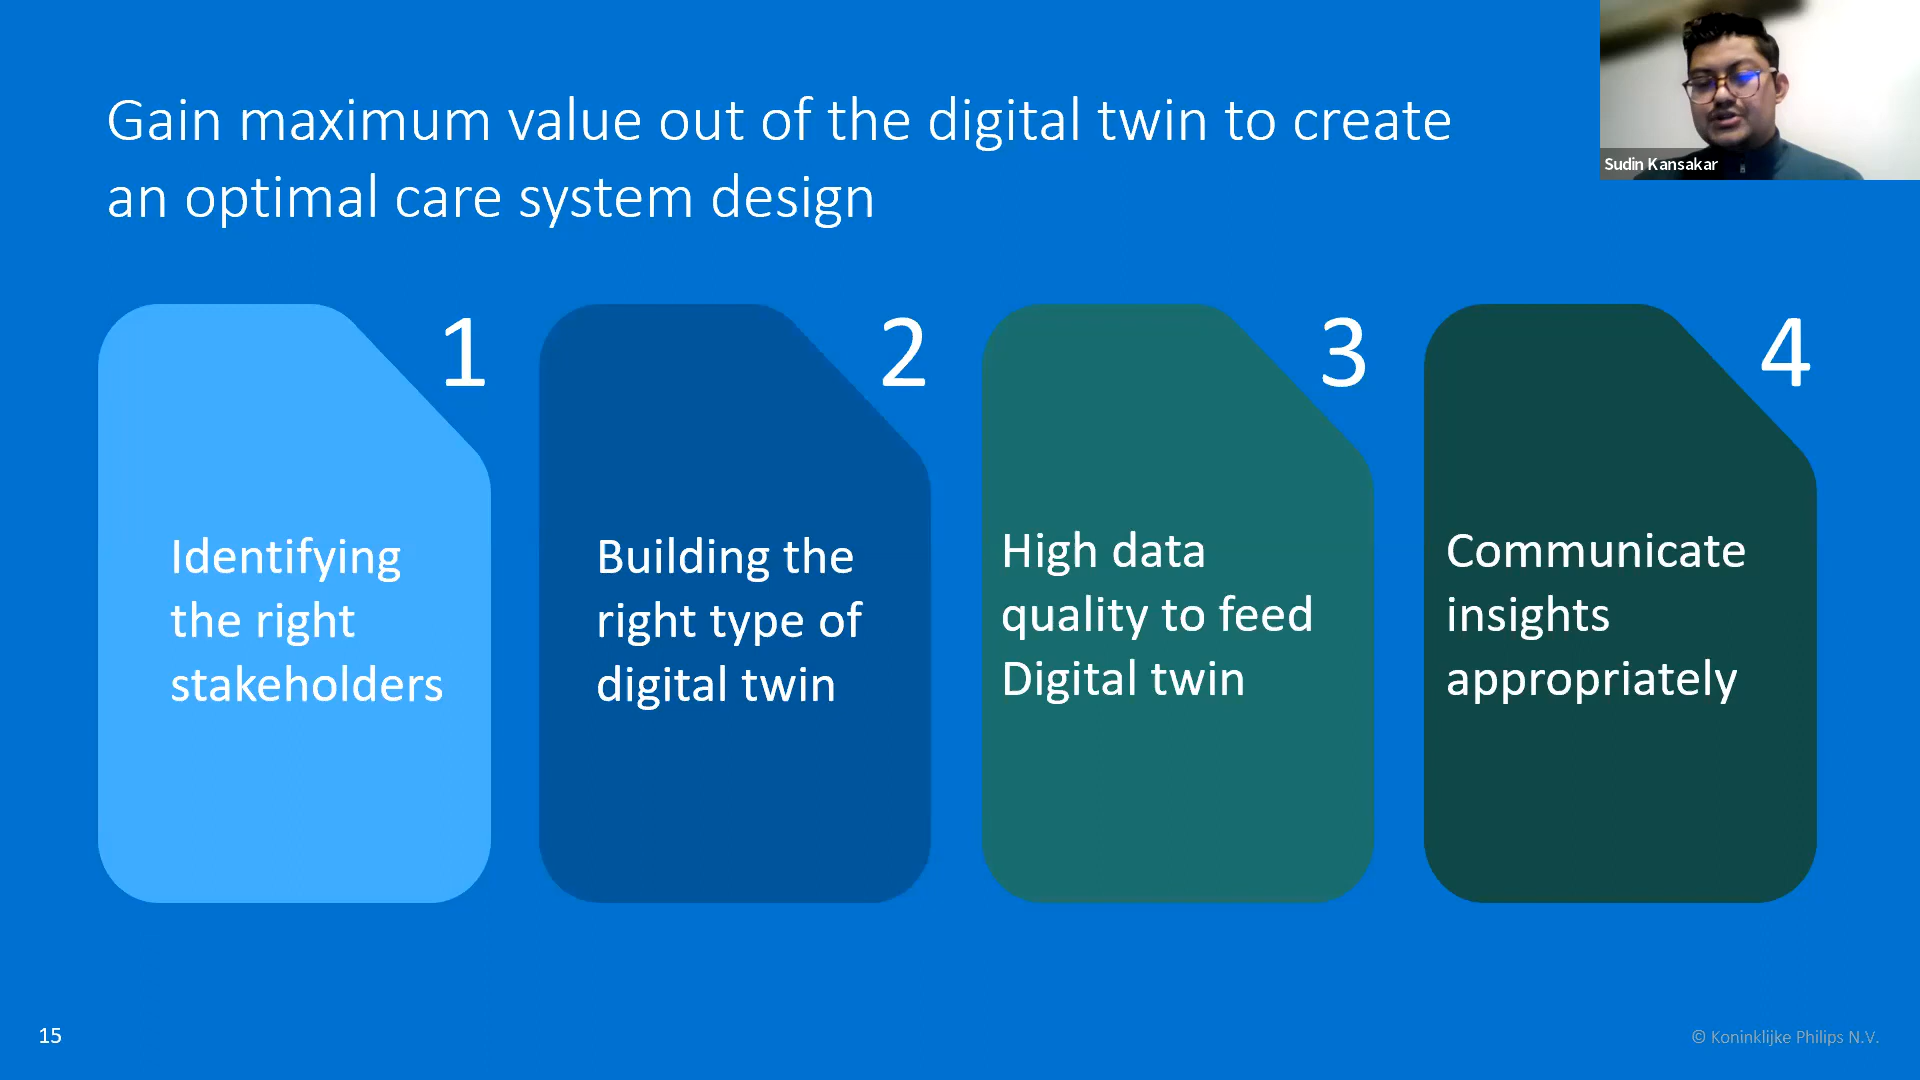 Gain maximum value out of the digital twin to create
an optimal care system design
Sudin Kansakar
1
Identifying
the right
stakeholders
2
Building the
right type of
digital twin
3
High data
quality to feed
Digital twin
4
Communicate
insights
appropriately
15
© Koninklijke Philips N.V.